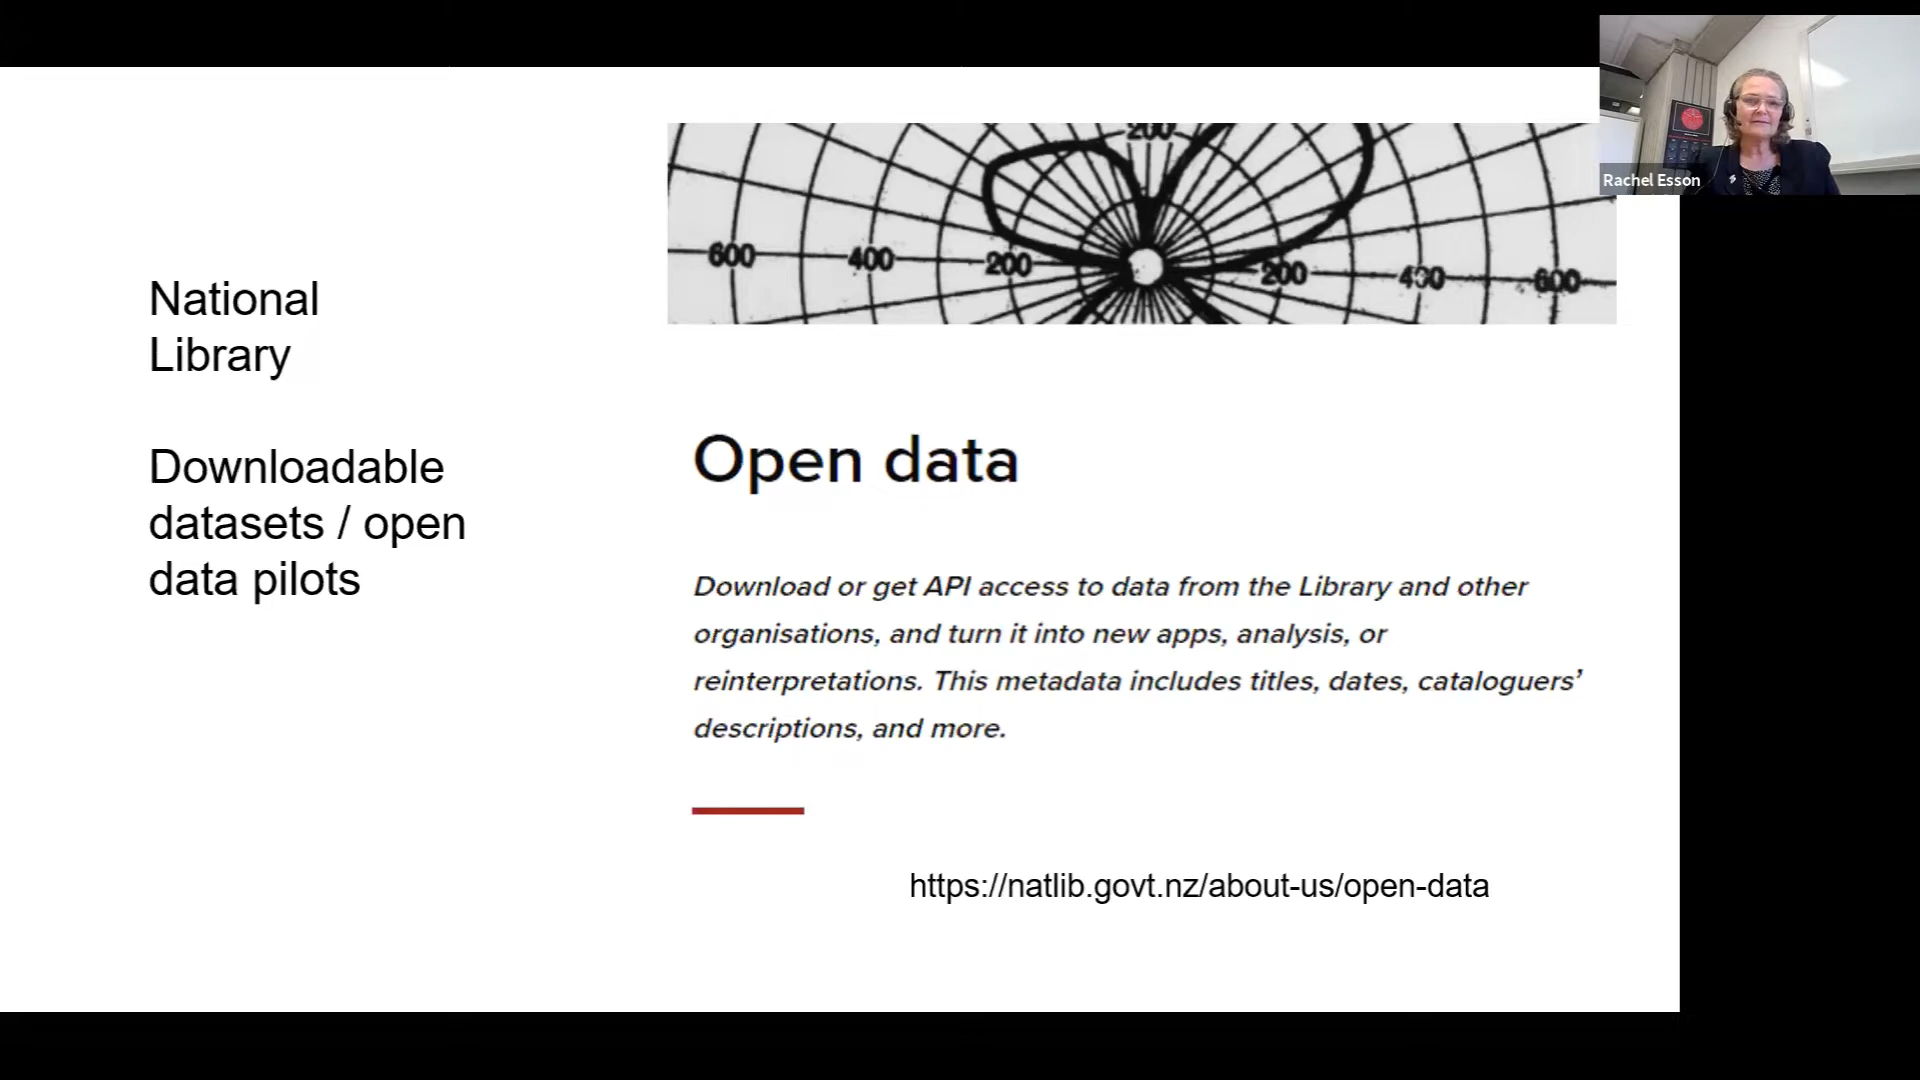 200
600 400 200 200 400 600
Rachel Esson
National
Library
Downloadable
datasets / open
data pilots
Open data
Download or get API access to data from the Library and other
organisations, and turn it into new apps, analysis, or
reinterpretations. This metadata includes titles, dates, cataloguers’
descriptions, and more.
https://natlib.govt.nz/about-us/open-data